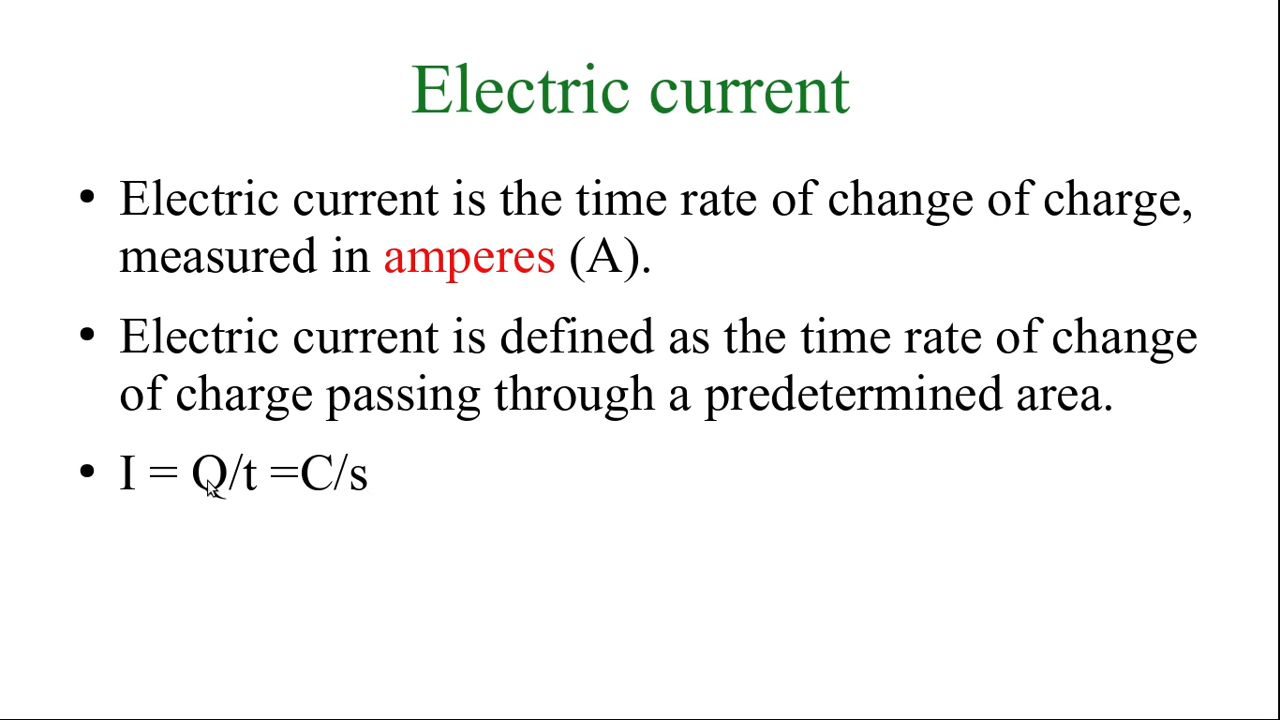 Electric current
• Electric current is the time rate of change of charge,
measured in amperes (A).
• Electric current is defined as the time rate of change
of charge passing through a predetermined area.
• I = Q/t =C/s